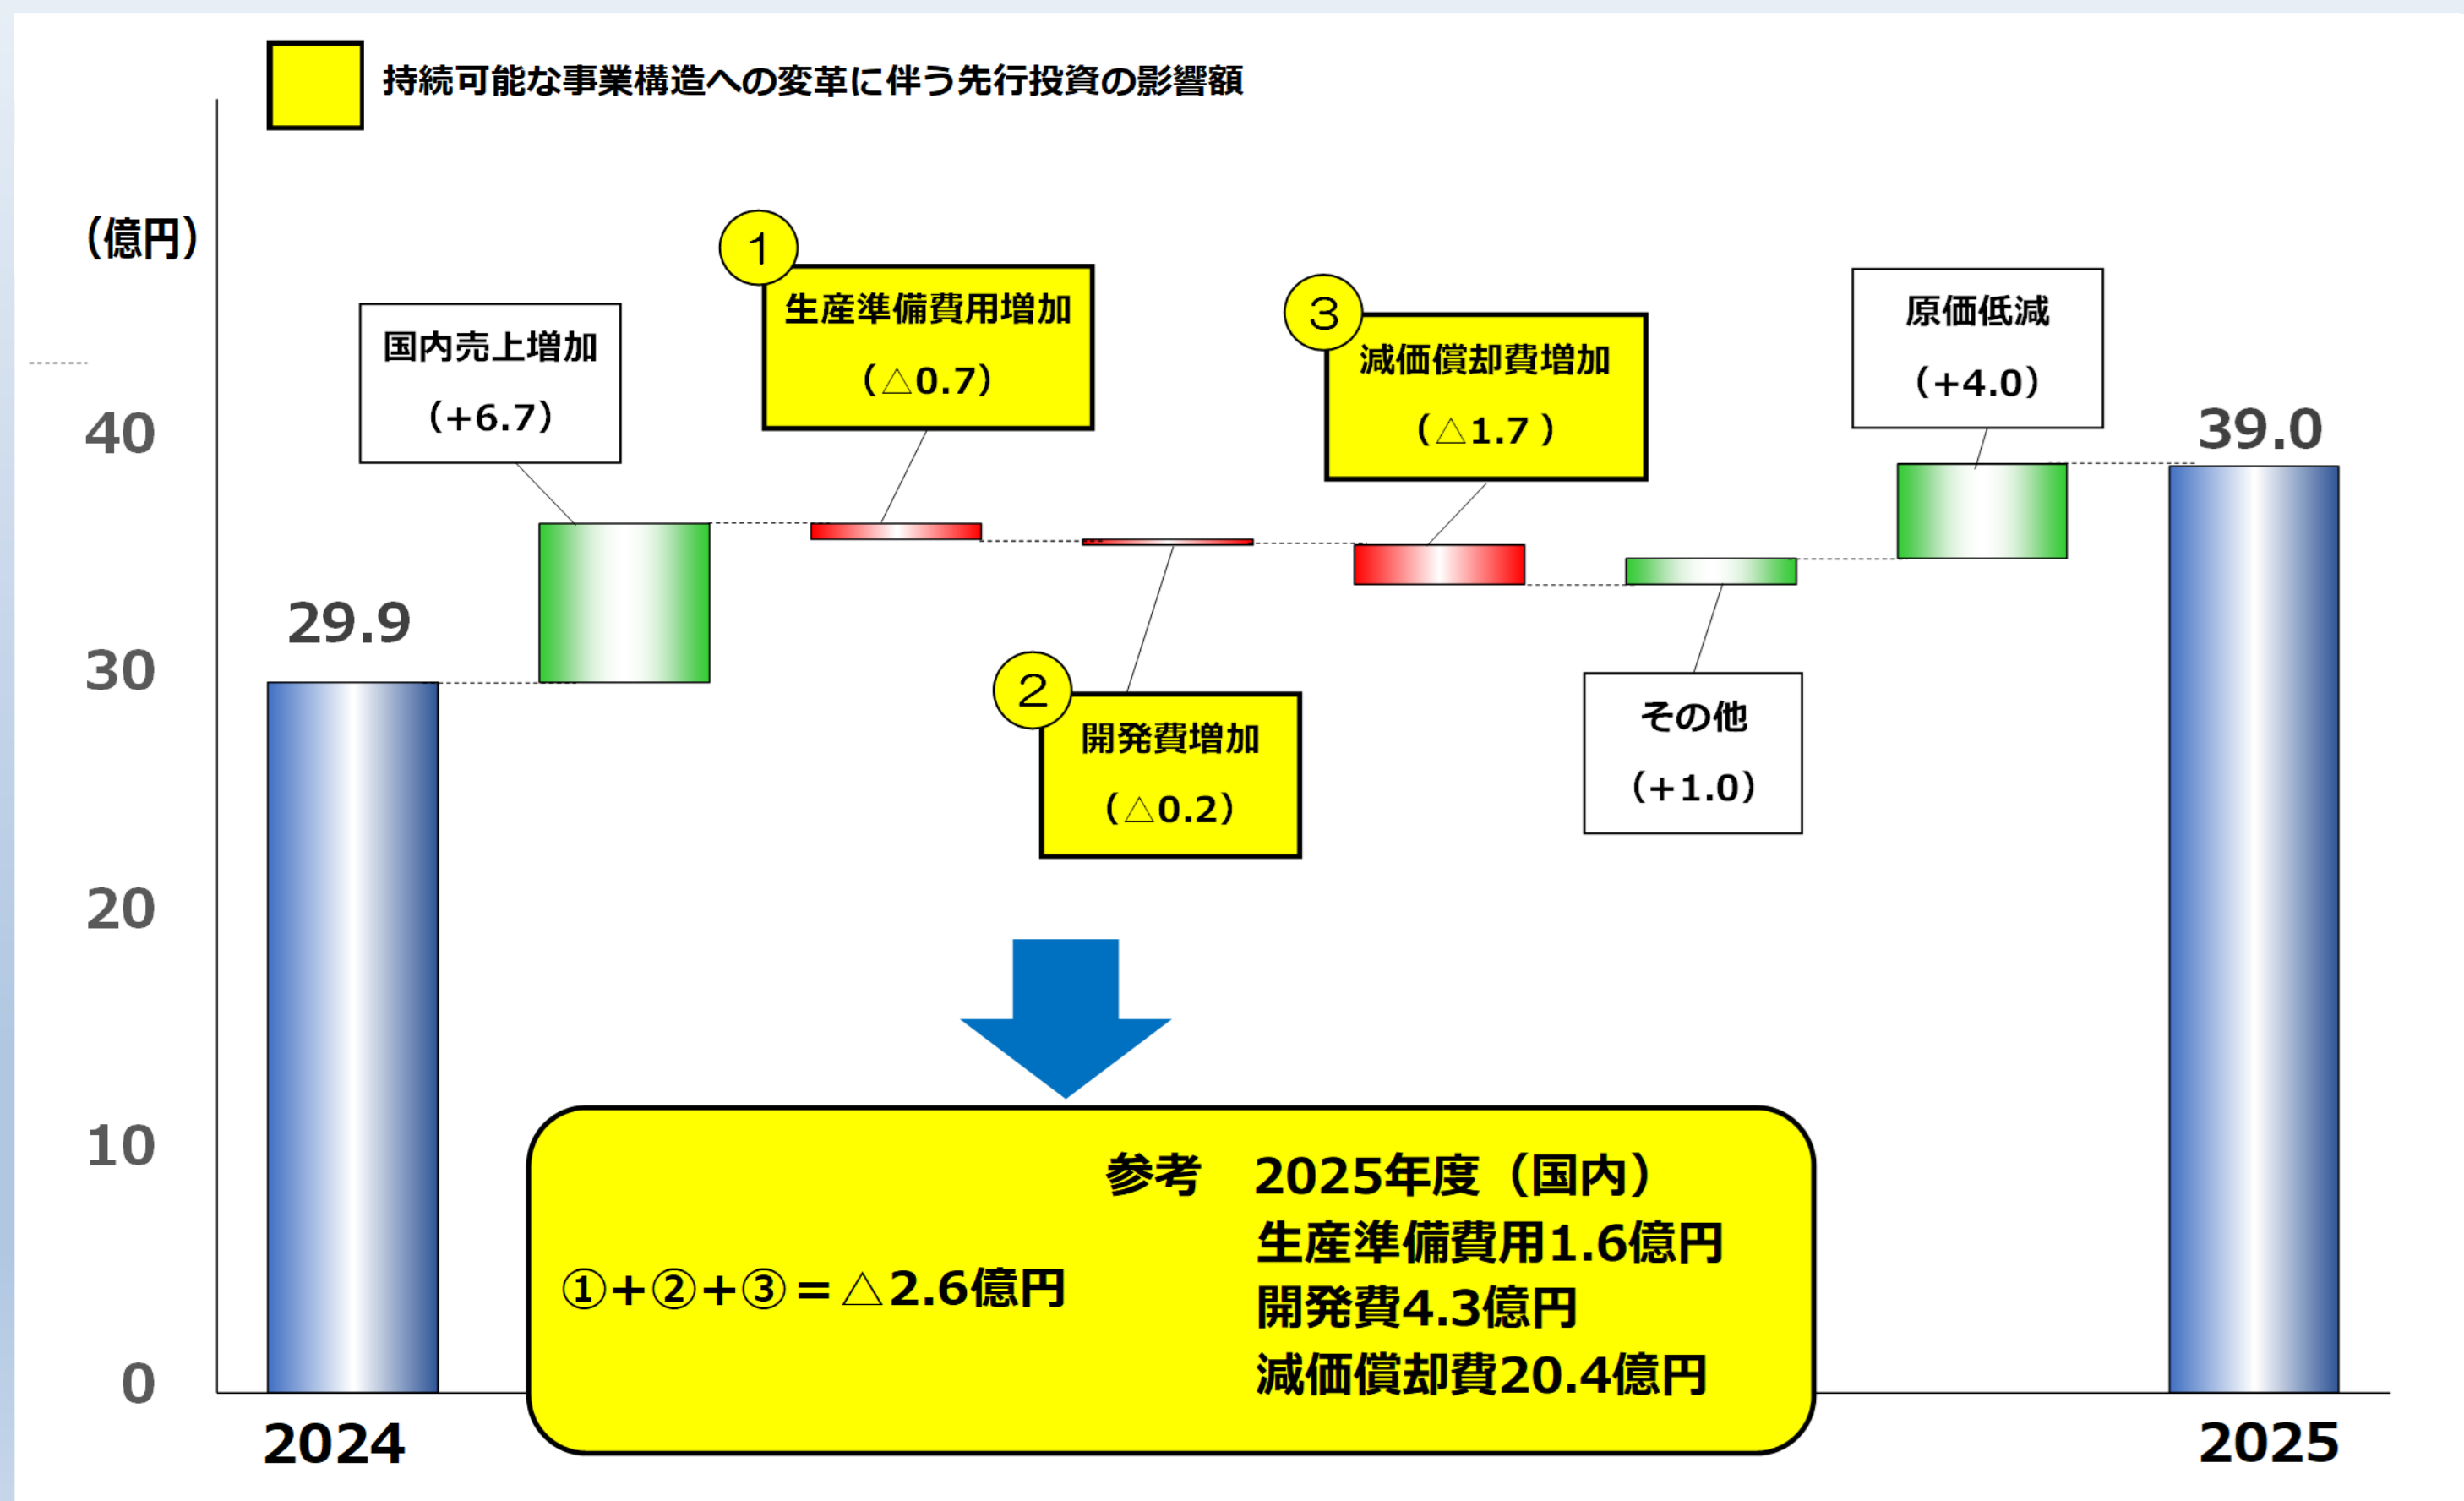 持続可能な事業構造への変革に伴う先行投資の影響額
（億円）
40
30
20
10
0
29.9
国内売上増加
（+6.7）
1
生産準備費用増加
（△0.7）
2
開発費増加
（△0.2）
3
減価償却費増加
（△1.7 ）
その他
（+1.0）
原価低減
（+4.0）
39.0
①+②+③＝△2.6億円
参考　2025年度（国内）
生産準備費用1.6億円
開発費4.3億円
減価償却費20.4億円
2024
2025